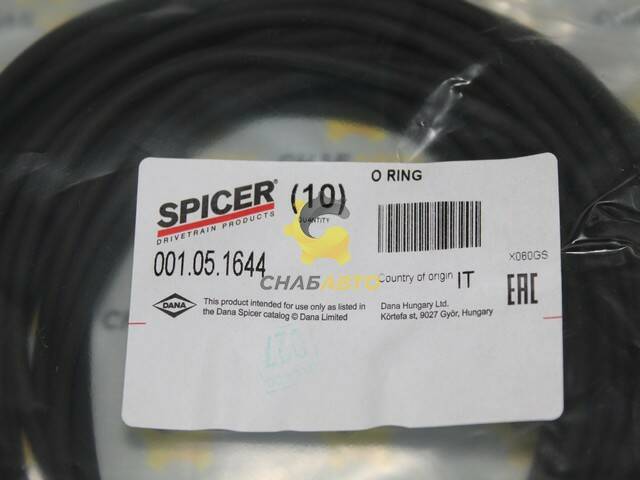 O RING
SPICER®
DRIVETRAIN PRODUCTS
(10)
QUANTITY
001.05.1644
СНАБАВТО
X060GS
Country of origin IT
EAC
DANA
This product intended for use only as listed in
the Dana Spicer catalog © Dana Limited
Dana Hungary Ltd.
Körtefa st, 9027 Győr, Hungary